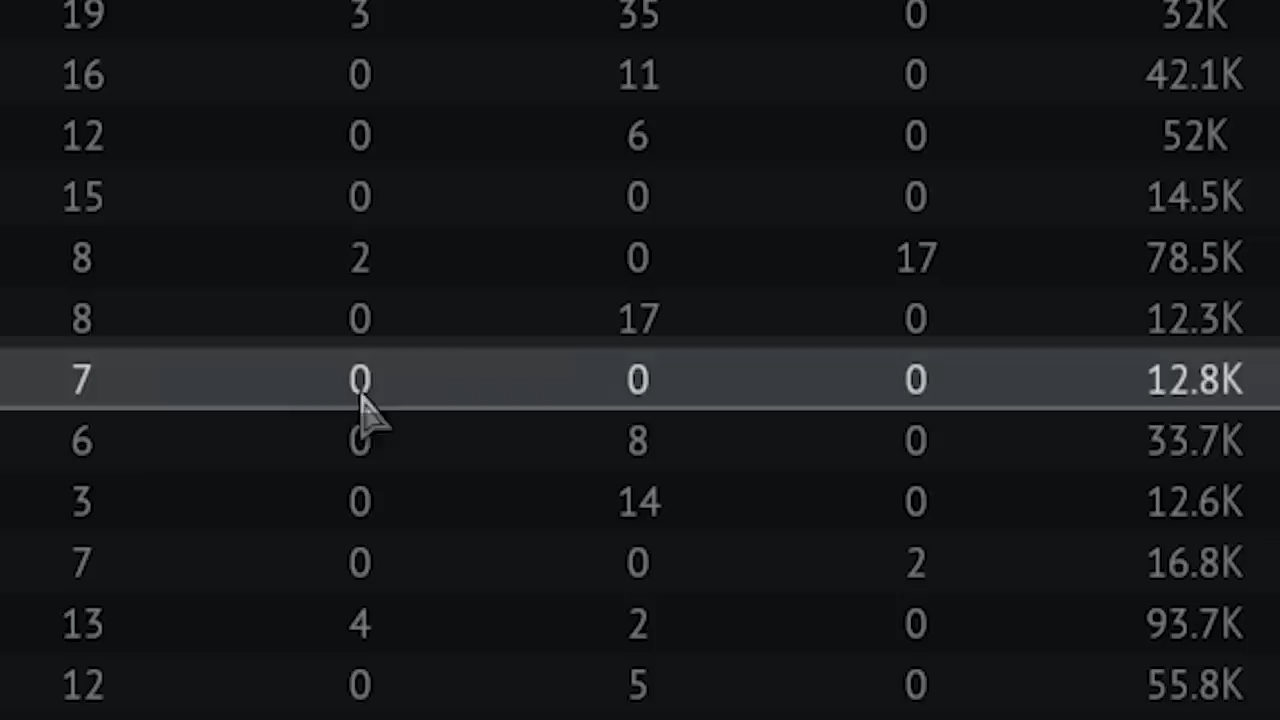 19 3 35 0 32K
16 0 11 0 42.1K
12 0 6 0 52K
15 0 0 0 14.5K
8 2 0 17 78.5K
8 0 17 0 12.3K
7 0 0 0 12.8K
6 0 8 0 33.7K
3 0 14 0 12.6K
7 0 0 2 16.8K
13 4 2 0 93.7K
12 0 5 0 55.8K